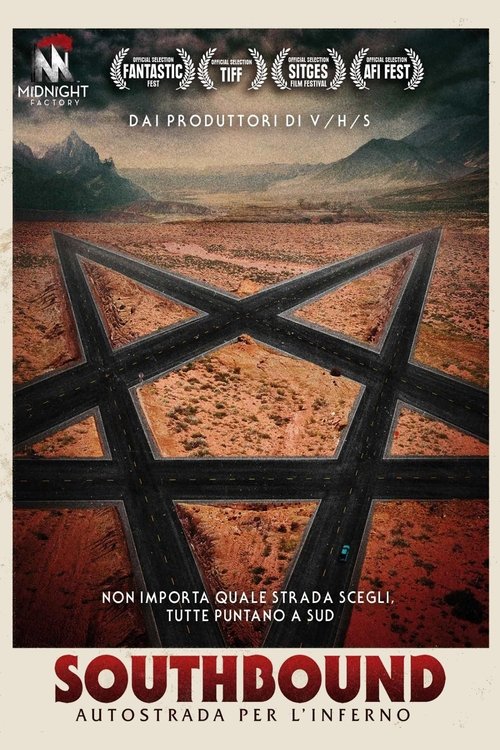 MIDNIGHT
FACTORY
OFFICIAL SELECTION
FANTASTIC
FEST
OFFICIAL SELECTION
TIFF
OFFICIAL SELECTION
SITGES
FILM FESTIVAL
OFFICIAL SELECTION
AFI FEST
DAI PRODUTTORI DI V/H/S
NON IMPORTA QUALE STRADA SCEGLI,
TUTTE PUNTANO A SUD
SOUTHBOUND
AUTOSTRADA PER L'INFERNO